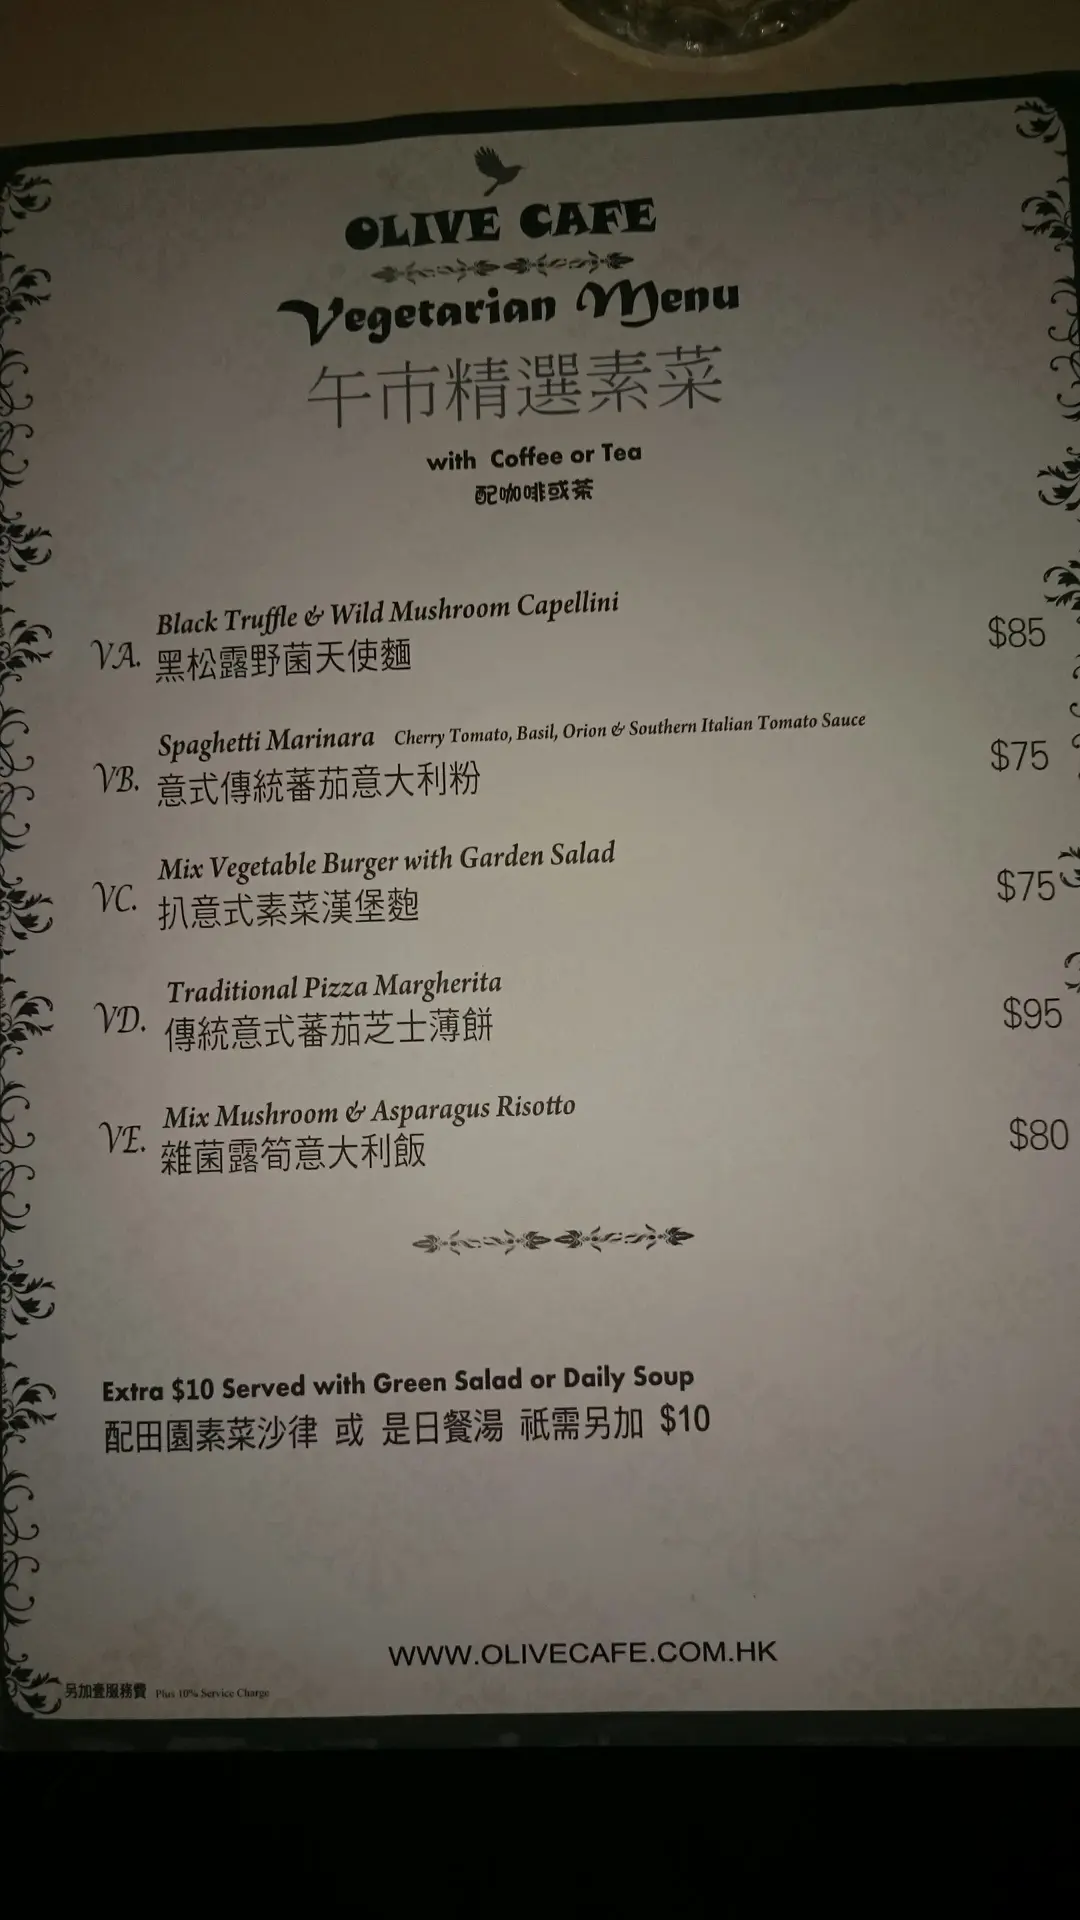 OLIVE CAFE
Vegetarian Menu
午市精選素菜
with Coffee or Tea
配咖啡或茶
Black Truffle & Wild Mushroom Capellini
VA. $85
黑松露野菌天使麵
Spaghetti Marinara Cherry Tomato, Basil, Orion & Southern Italian Tomato Sauce
VB. $75
意式傳統蕃茄意大利粉
Mix Vegetable Burger with Garden Salad
VC. $75
扒意式素菜漢堡麭
Traditional Pizza Margherita
VD. $95
傳統意式蕃茄芝士薄餅
Mix Mushroom & Asparagus Risotto
VE. $80
雜菌露筍意大利飯
Extra $10 Served with Green Salad or Daily Soup
配田園素菜沙律 或 是日餐湯 祇需另加 $10
WWW.OLIVECAFE.COM.HK
另加壹服務費 Plus 10% Service Charge